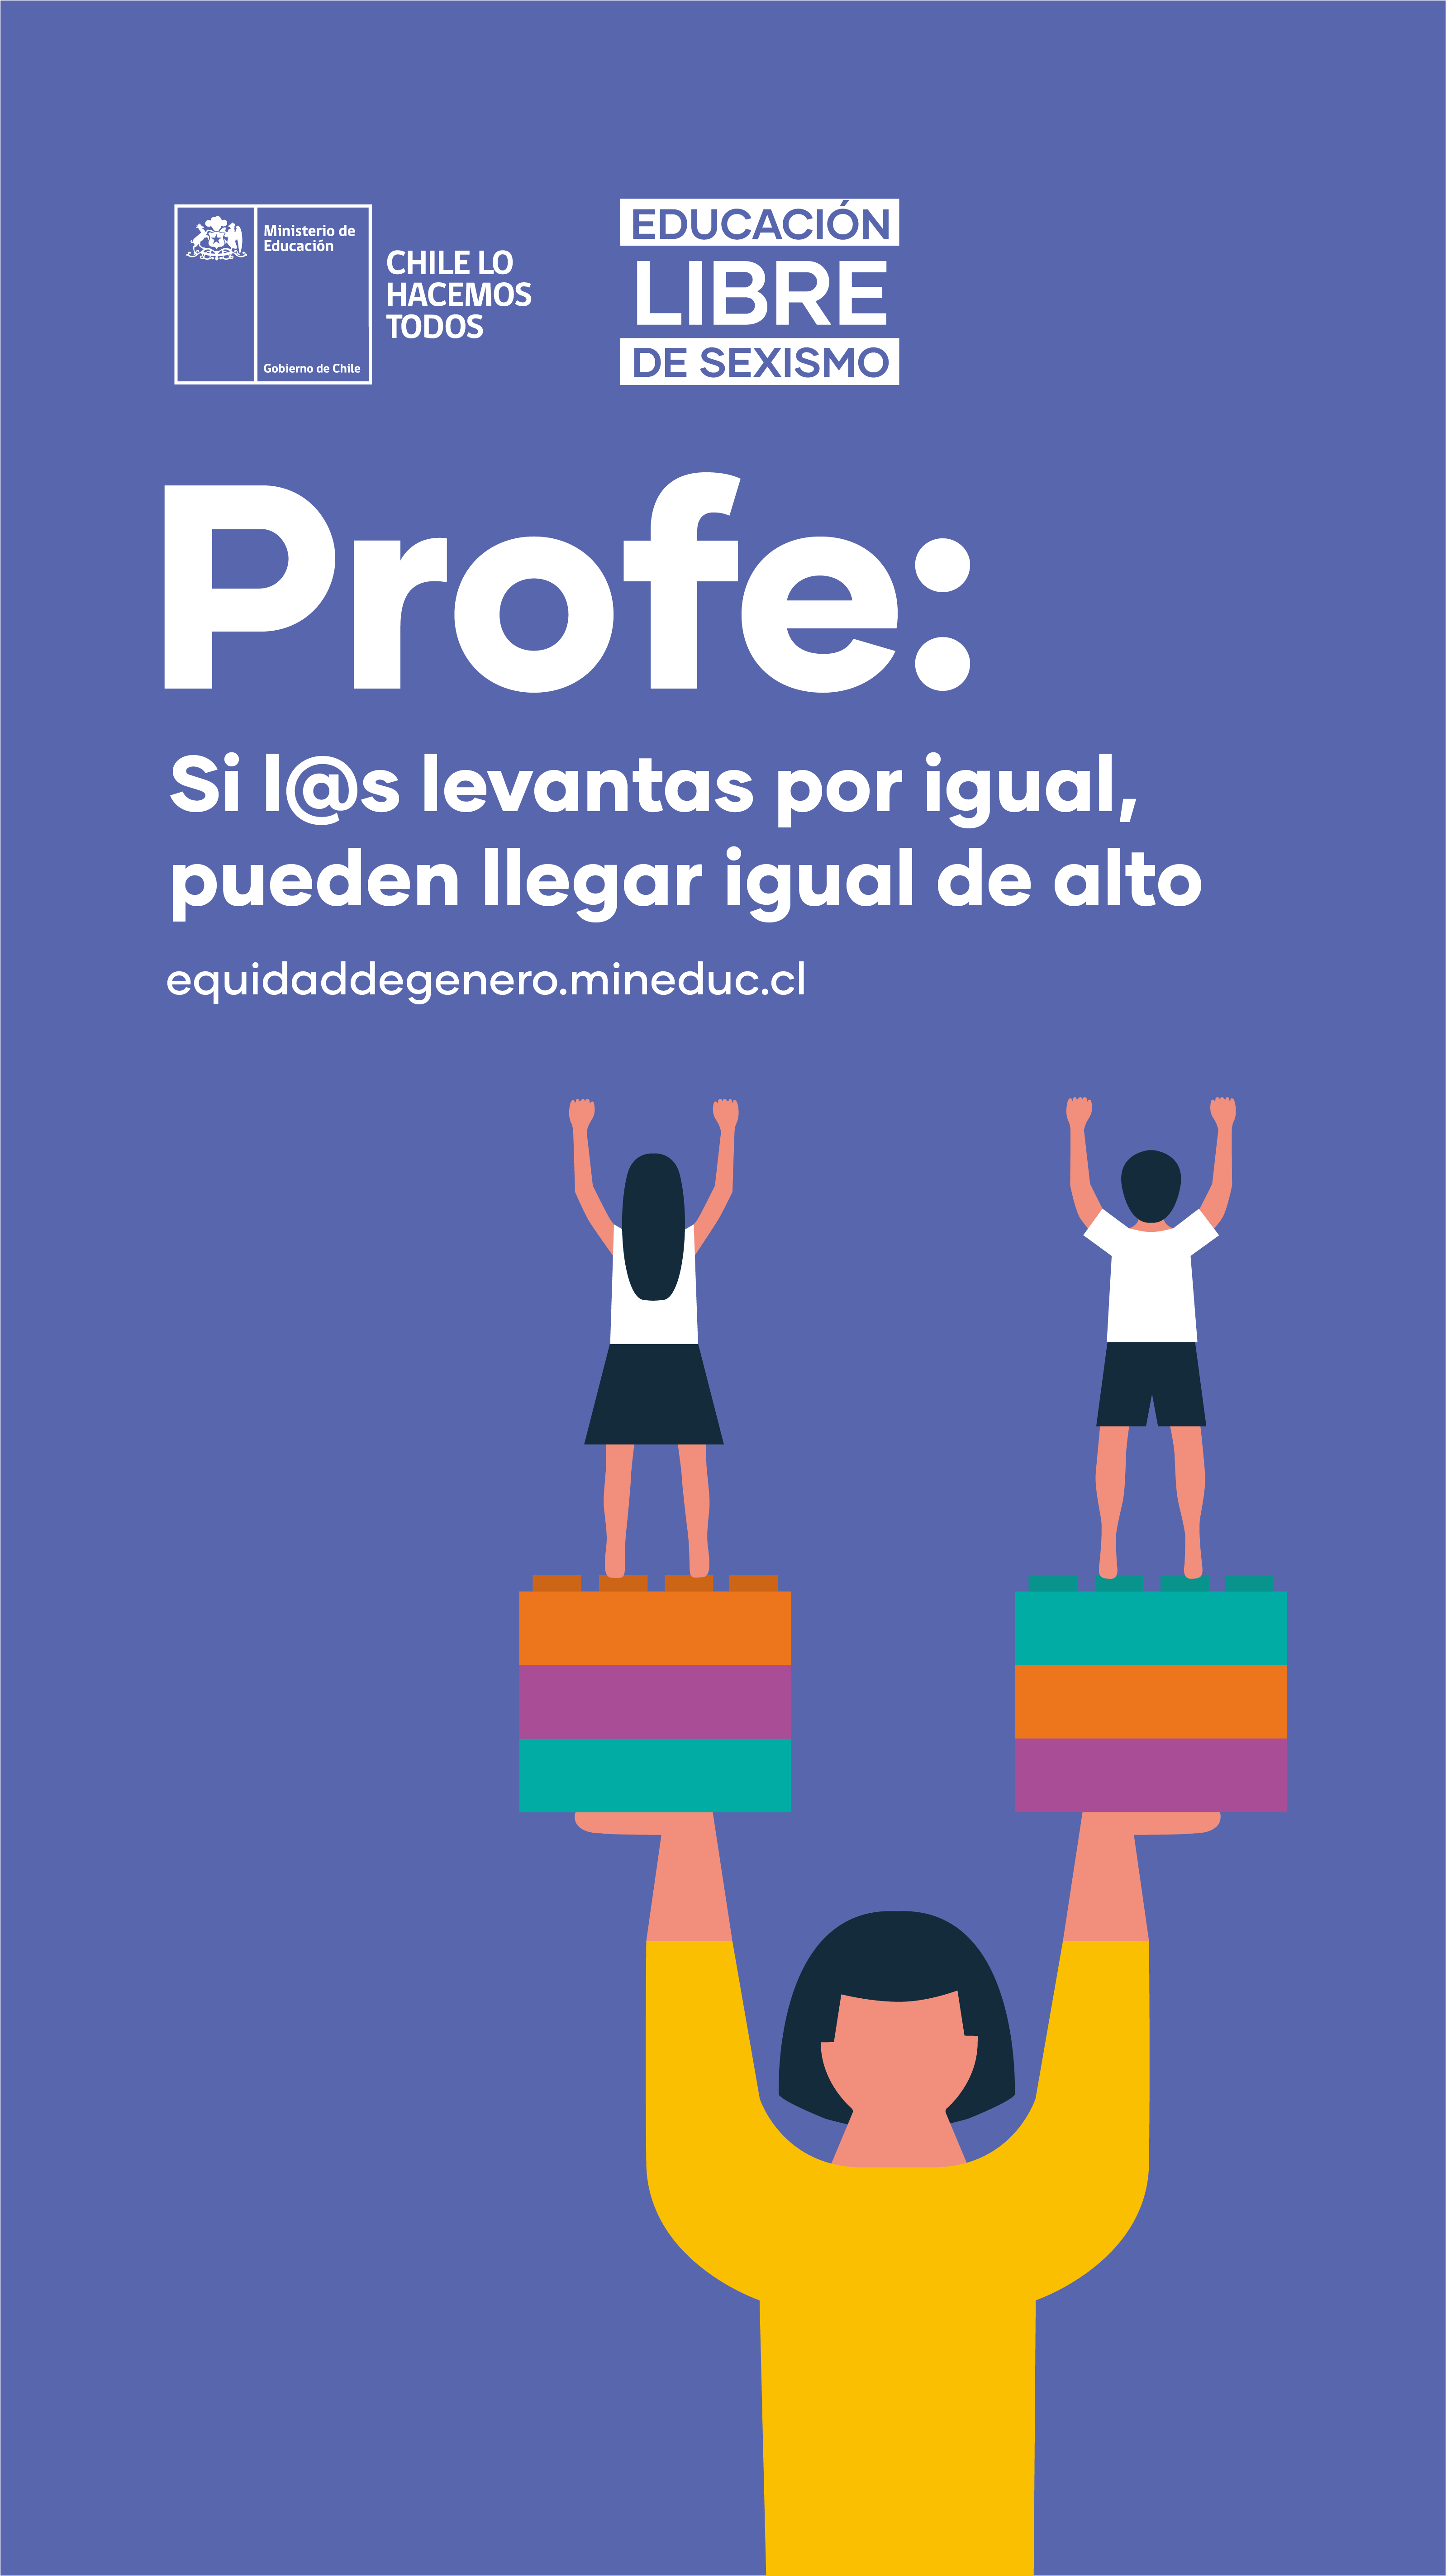 Ministerio de
Educación
Gobierno de Chile
CHILE LO
HACEMOS
TODOS
EDUCACIÓN
LIBRE
DE SEXISMO
Profe:
Si l@s levantas por igual,
pueden llegar igual de alto
equidaddegenero.mineduc.cl